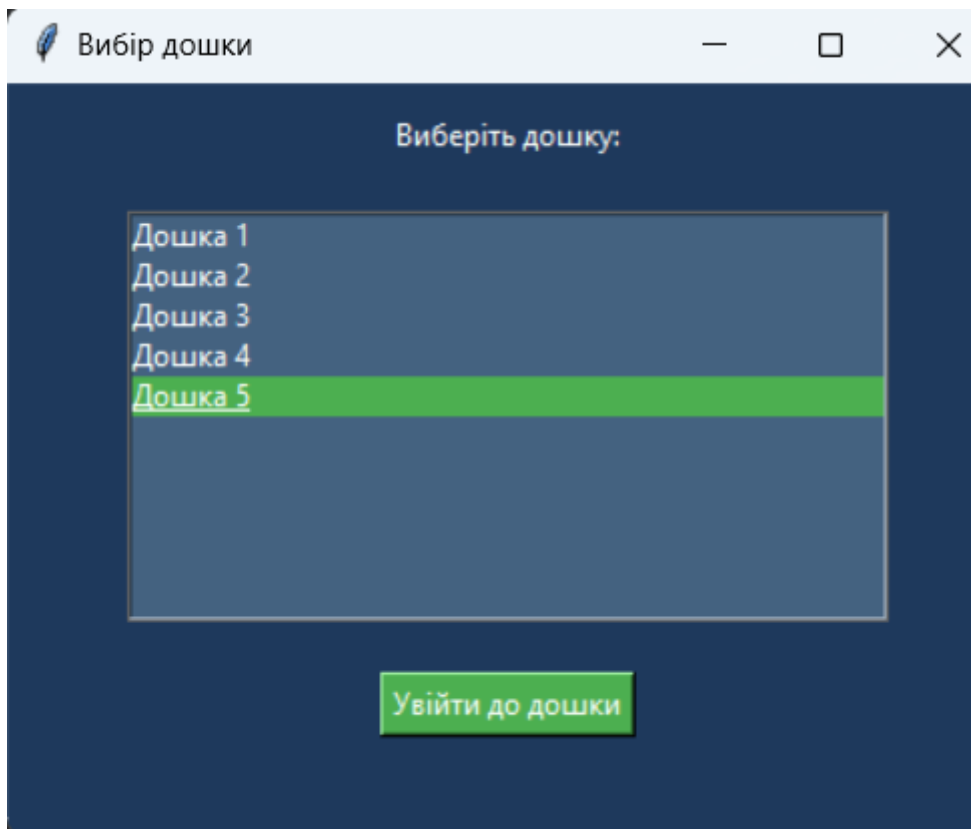 Вибір дошки
Виберіть дошку:
Дошка 1
Дошка 2
Дошка 3
Дошка 4
Дошка 5
Увійти до дошки